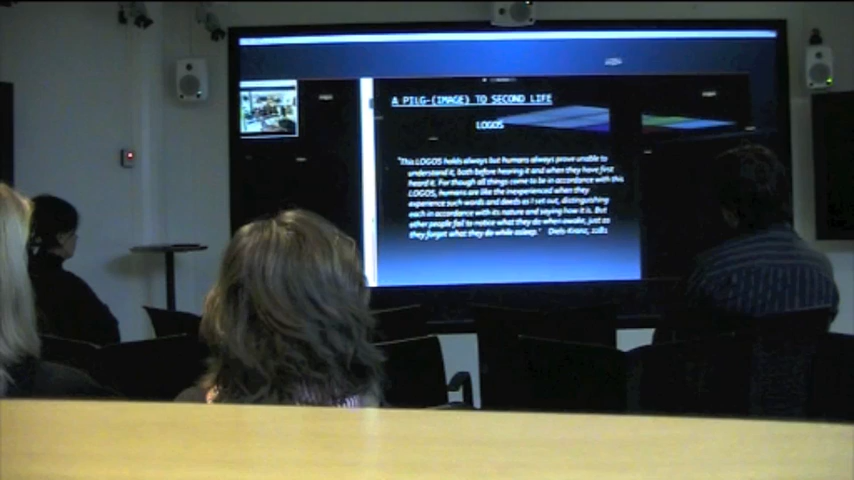 A PILG-(IMAGE) TO SECOND LIFE
LOGOS
"This LOGOS holds always but humans always prove unable to
understand it, both before hearing it and when they have first
heard it. For though all things come to be in accordance with this
LOGOS, humans are like the inexperienced when they
experience such words and deeds as I set out, distinguishing
each in accordance with its nature and saying how it is. But
other people fail to notice what they do when awake, just as
they forget what they do while asleep." Diels-Kranz, 22B1